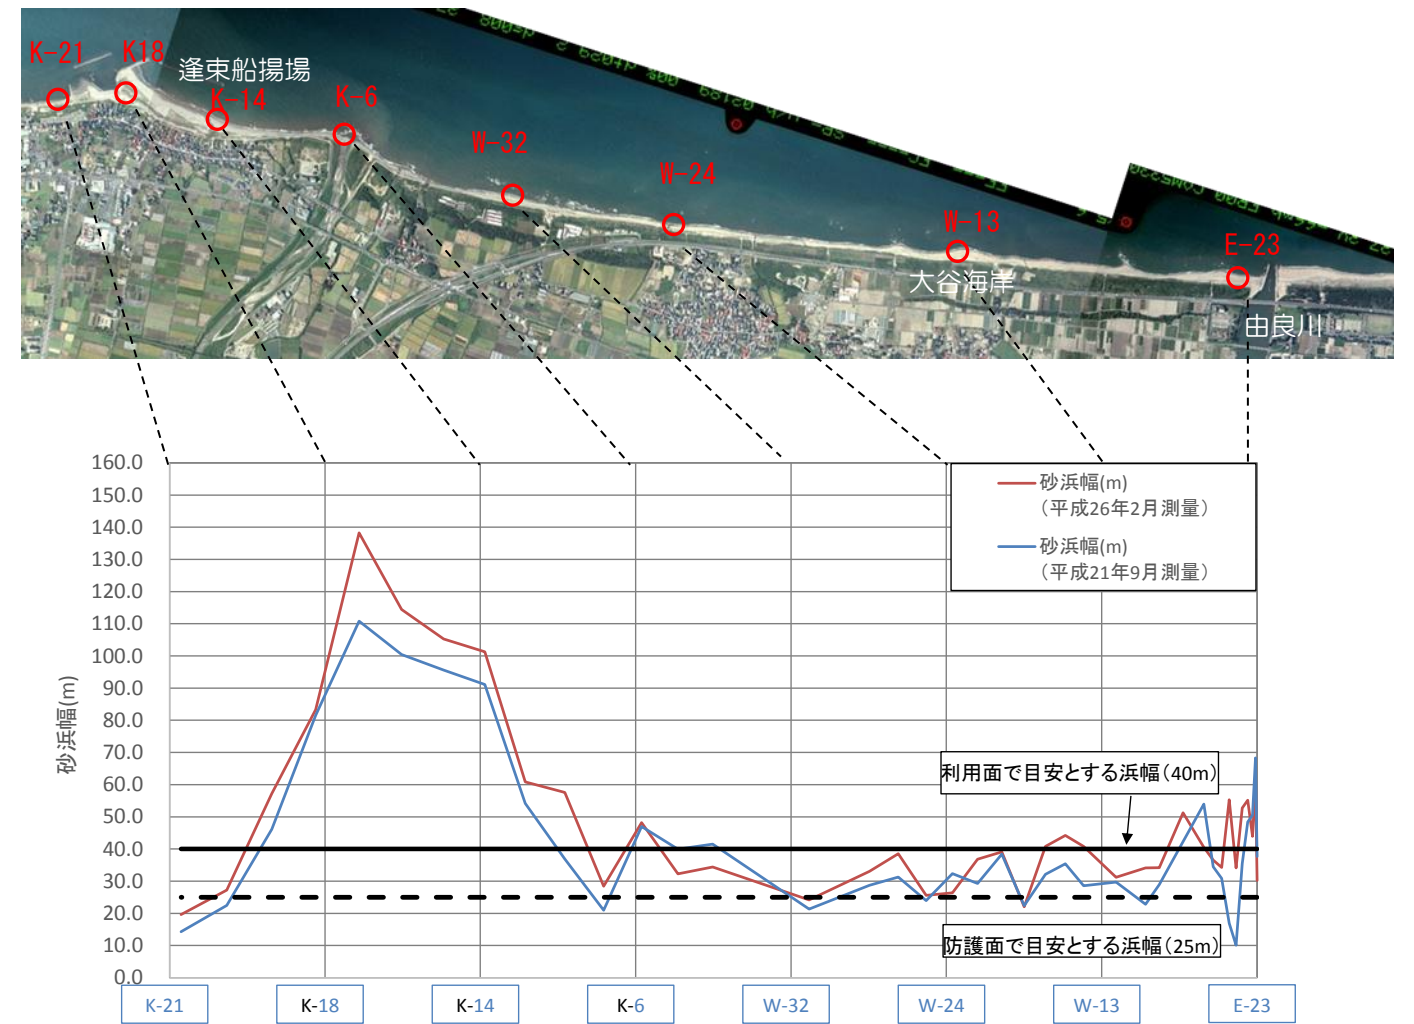 K-21
K18
逢束船揚場
K-14
K-6
W-32
W-24
W-13
大谷海岸
E-23
由良川
160.0
150.0
140.0
130.0
120.0
110.0
100.0
90.0
80.0
70.0
60.0
50.0
40.0
30.0
20.0
10.0
0.0
砂浜幅(m)
砂浜幅(m)
（平成26年2月測量）
砂浜幅(m)
（平成21年9月測量）
利用面で目安とする浜幅（40m）
防護面で目安とする浜幅（25m）
K-21
K-18
K-14
K-6
W-32
W-24
W-13
E-23